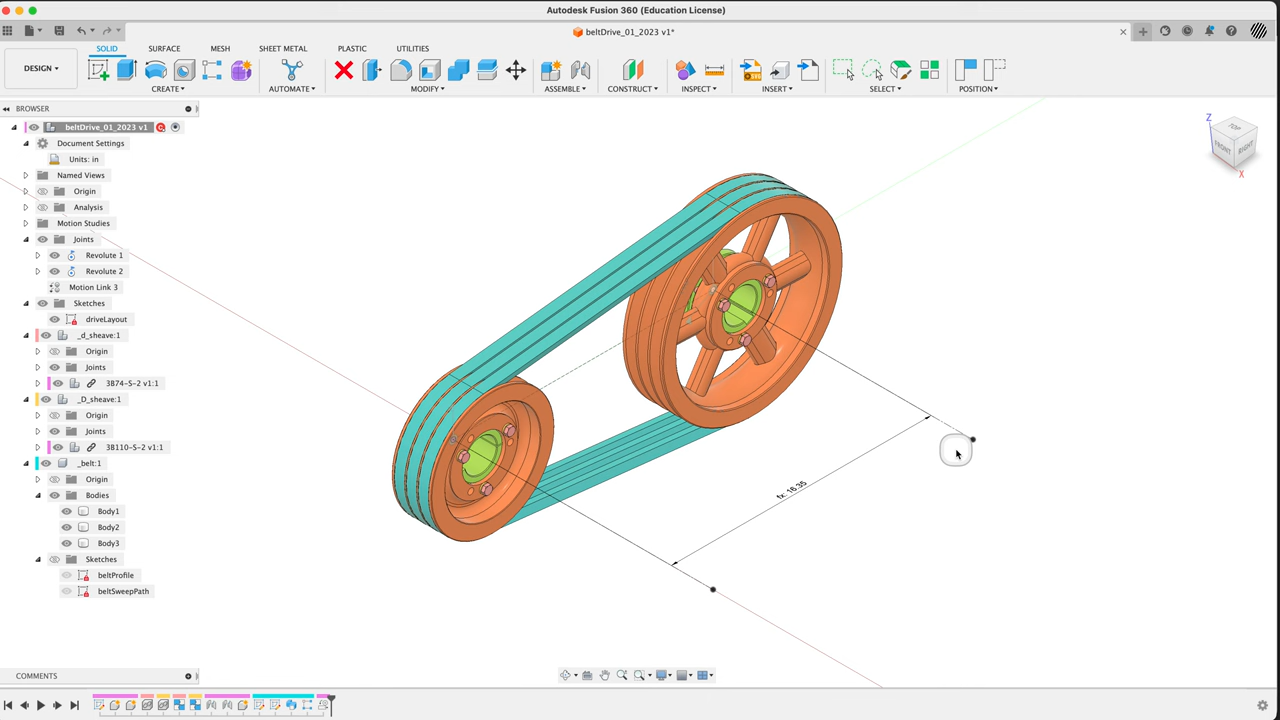 Autodesk Fusion 360 (Education License)
beltDrive_01_2023 v1*
SOLID SURFACE MESH SHEET METAL PLASTIC UTILITIES
DESIGN
CREATE AUTOMATE MODIFY ASSEMBLE CONSTRUCT INSPECT INSERT SELECT POSITION
BROWSER
beltDrive_01_2023 v1
Document Settings
Units: in
Named Views
Origin
Analysis
Motion Studies
Joints
Revolute 1
Revolute 2
Motion Link 3
Sketches
driveLayout
_d_sheave:1
Origin
Joints
3B74-S-2 v1:1
_D_sheave:1
Origin
Joints
3B110-S-2 v1:1
_belt:1
Origin
Bodies
Body1
Body2
Body3
Sketches
beltProfile
beltSweepPath
COMMENTS
fx: 16.35
Z
TOP
FRONT
RIGHT
X